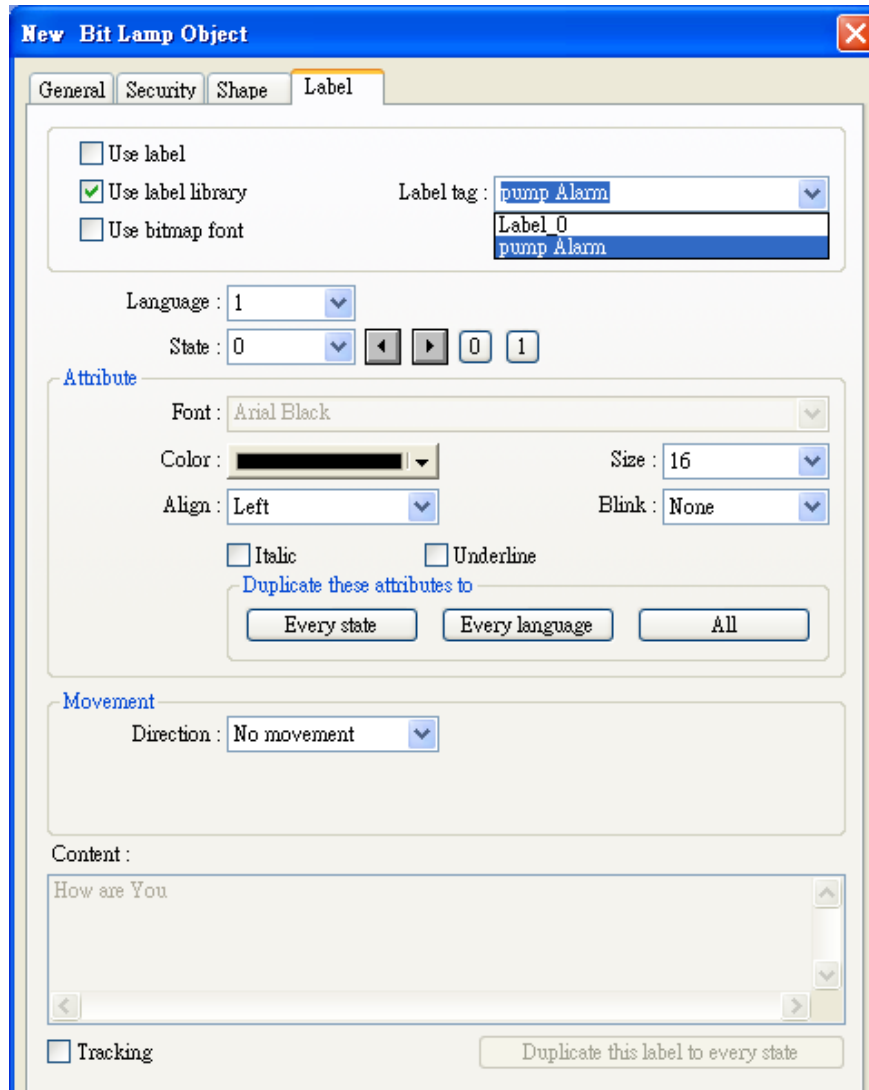 New Bit Lamp Object
General Security Shape Label
Use label
Use label library Label tag : pump Alarm
Use bitmap font Label_0
pump Alarm
Language : 1
State : 0 0 1
Attribute
Font : Arial Black
Color : Size : 16
Align : Left Blink : None
Italic Underline
Duplicate these attributes to
Every state Every language All
Movement
Direction : No movement
Content :
How are You
Tracking Duplicate this label to every state